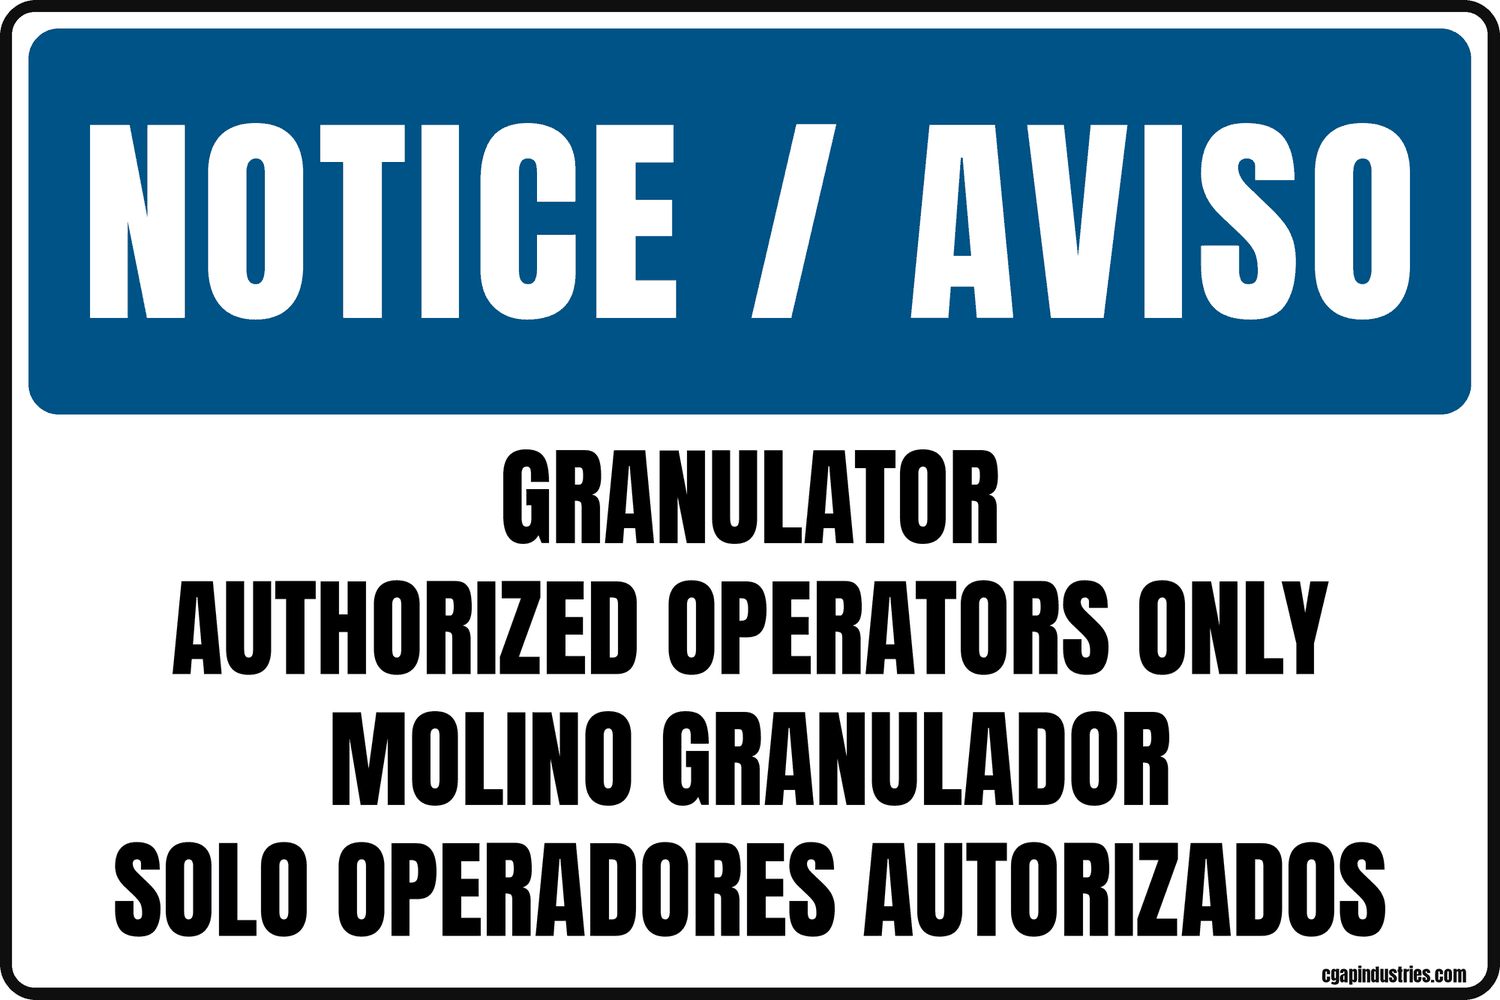 NOTICE / AVISO
GRANULATOR
AUTHORIZED OPERATORS ONLY
MOLINO GRANULADOR
SOLO OPERADORES AUTORIZADOS
cgapindustries.com